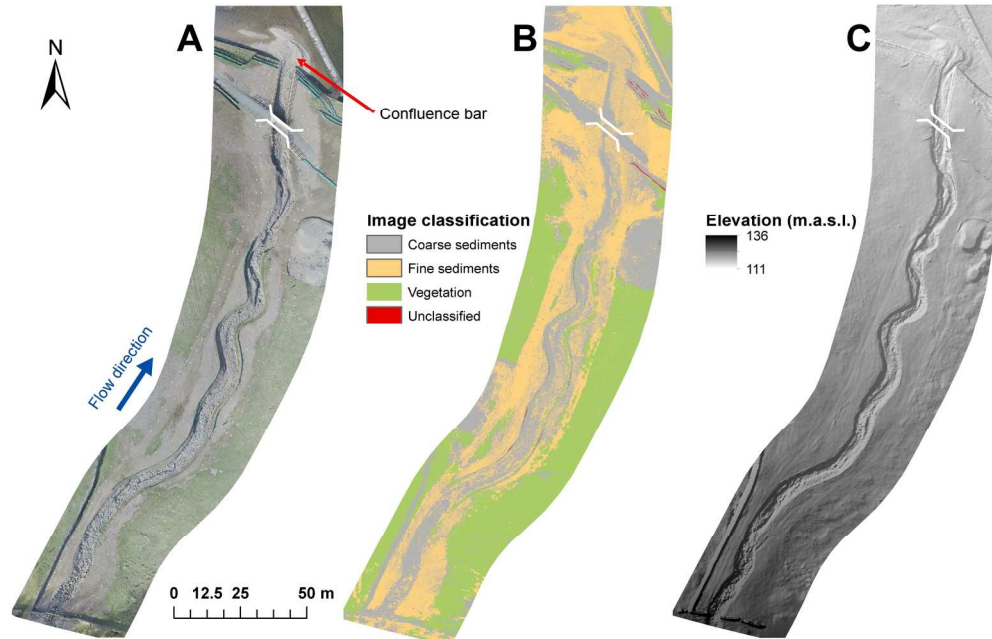 N
A
Confluence bar
Flow direction
0 12.5 25 50 m
B
Image classification
Coarse sediments
Fine sediments
Vegetation
Unclassified
C
Elevation (m.a.s.l.)
136
111